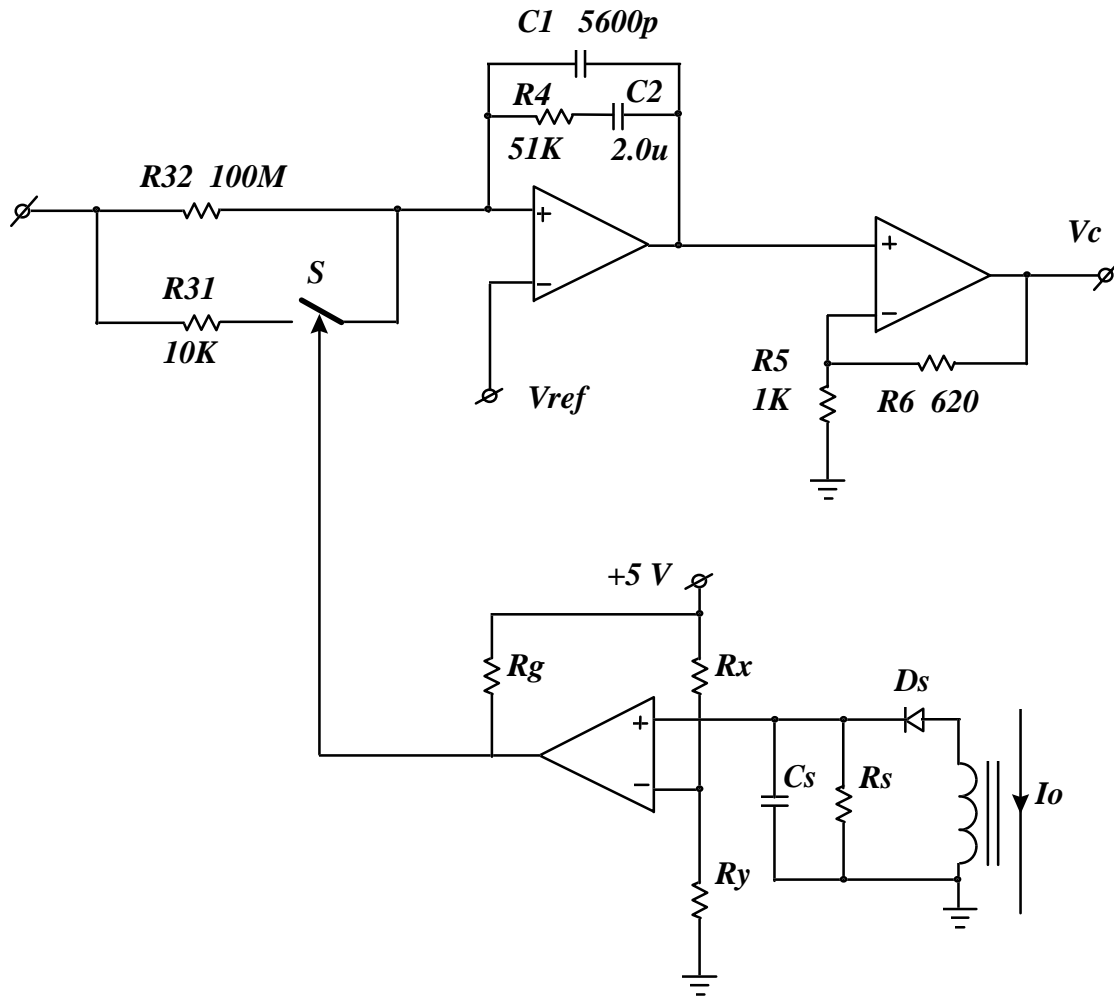 C1 5600p
R4
C2
51K
2.0u
R32 100M
+
−
S
R31
10K
Vref
+
−
Vc
R5
1K
R6 620
+5 V
Rg
Rx
Ds
+
−
Cs
Rs
Io
Ry